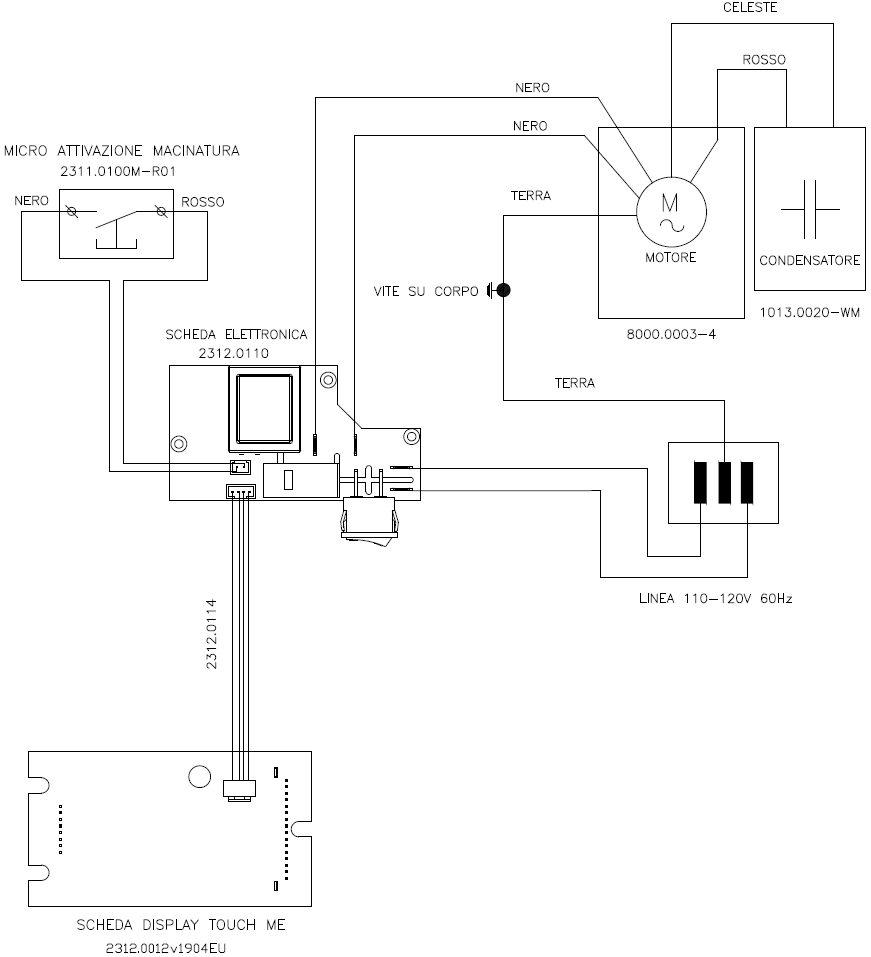 CELESTE
ROSSO
NERO
NERO
MICRO ATTIVAZIONE MACINATURA
2311.0100M-R01
NERO
ROSSO
TERRA
M
MOTORE
CONDENSATORE
VITE SU CORPO
1013.0020-WM
8000.0003-4
SCHEDA ELETTRONICA
2312.0110
TERRA
LINEA 110-120V 60Hz
2312.0114
SCHEDA DISPLAY TOUCH ME
2312.0012v1904EU